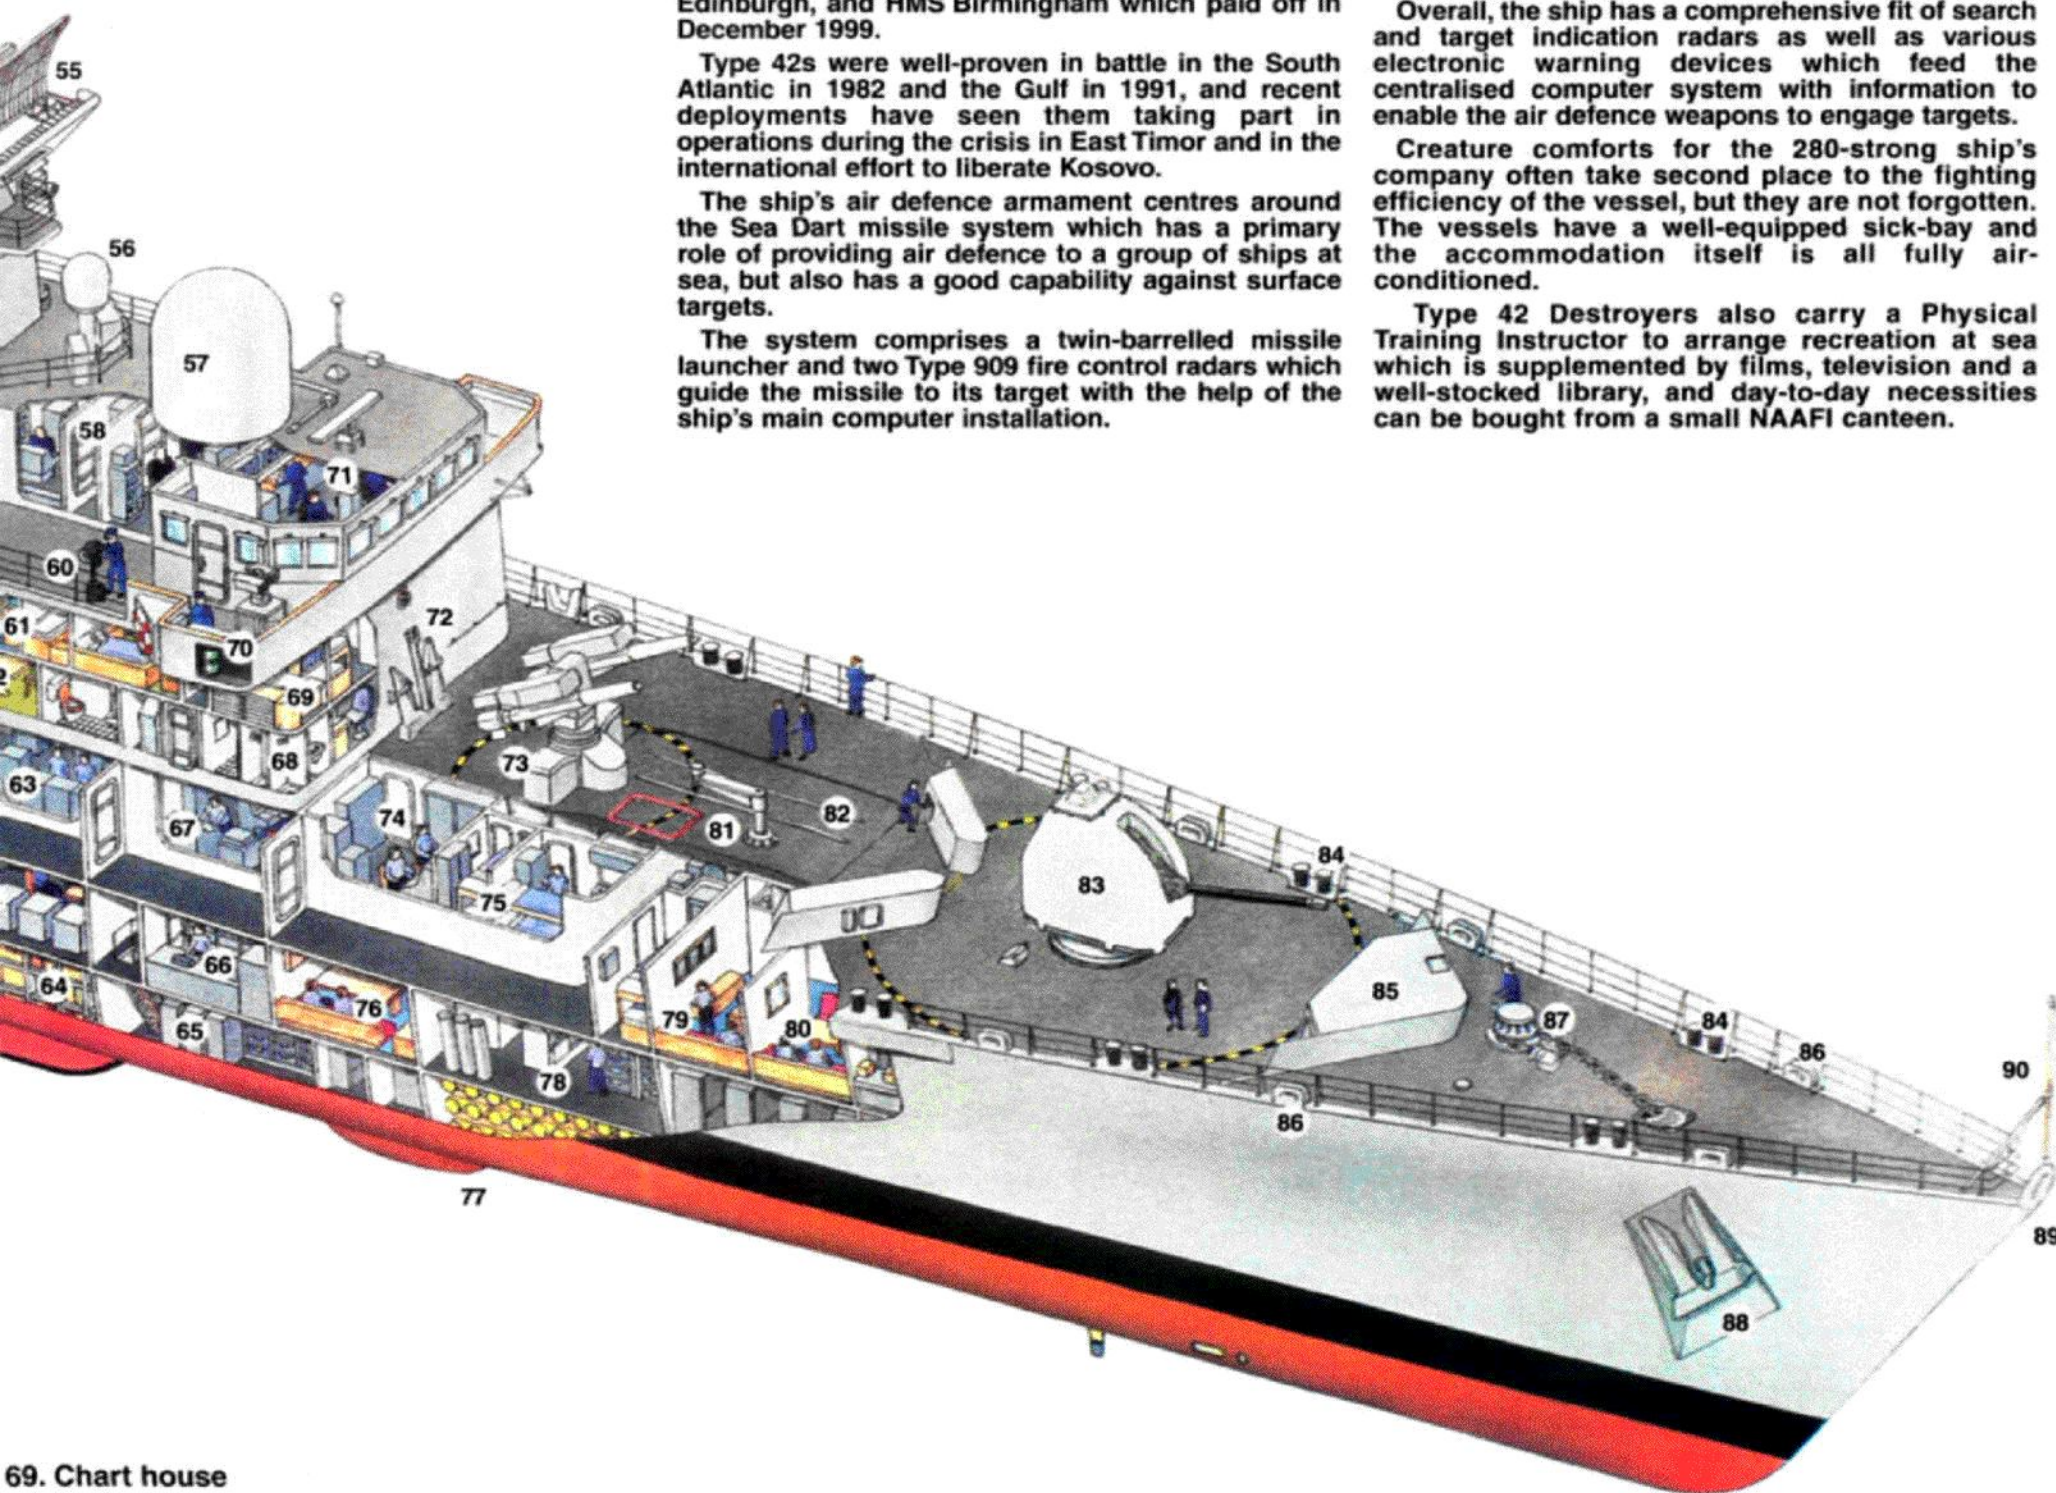 Edinburgh, and HMS Birmingham which paid off in
December 1999.
Type 42s were well-proven in battle in the South
Atlantic in 1982 and the Gulf in 1991, and recent
deployments have seen them taking part in
operations during the crisis in East Timor and in the
international effort to liberate Kosovo.
The ship's air defence armament centres around
the Sea Dart missile system which has a primary
role of providing air defence to a group of ships at
sea, but also has a good capability against surface
targets.
The system comprises a twin-barrelled missile
launcher and two Type 909 fire control radars which
guide the missile to its target with the help of the
ship's main computer installation.
Overall, the ship has a comprehensive fit of search
and target indication radars as well as various
electronic warning devices which feed the
centralised computer system with information to
enable the air defence weapons to engage targets.
Creature comforts for the 280-strong ship's
company often take second place to the fighting
efficiency of the vessel, but they are not forgotten.
The vessels have a well-equipped sick-bay and
the accommodation itself is all fully air-
conditioned.
Type 42 Destroyers also carry a Physical
Training Instructor to arrange recreation at sea
which is supplemented by films, television and a
well-stocked library, and day-to-day necessities
can be bought from a small NAAFI canteen.
55
56
57
58
71
60
61
72
70
69
68
73
63
67
74
81
82
75
83
84
66
64
76
65
79
80
78
85
87
84
86
90
86
77
89
88
69. Chart house